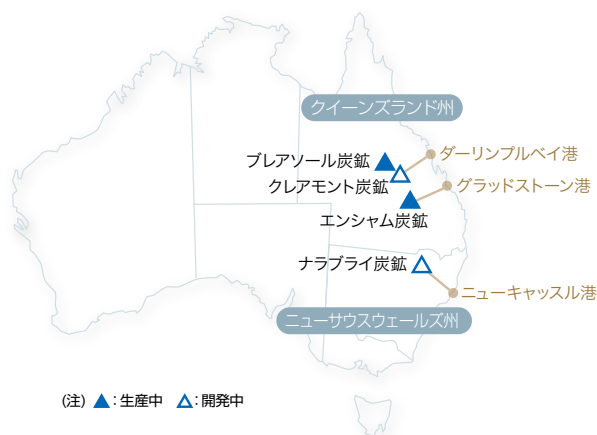 クイーンズランド州
ブレアソール炭鉱
ダーリンプルベイ港
クレアモント炭鉱
グラッドストーン港
エンシャム炭鉱
ナラブライ炭鉱
ニューキャッスル港
ニューサウスウェールズ州
(注) ▲：生産中 △：開発中